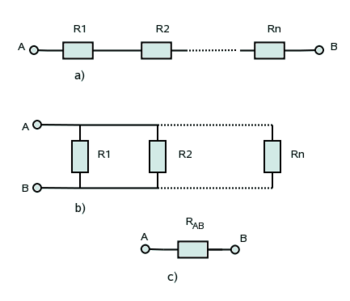 R1 R2 Rn
A B
a)
A
R1 R2 Rn
B
b)
RAB
A B
c)